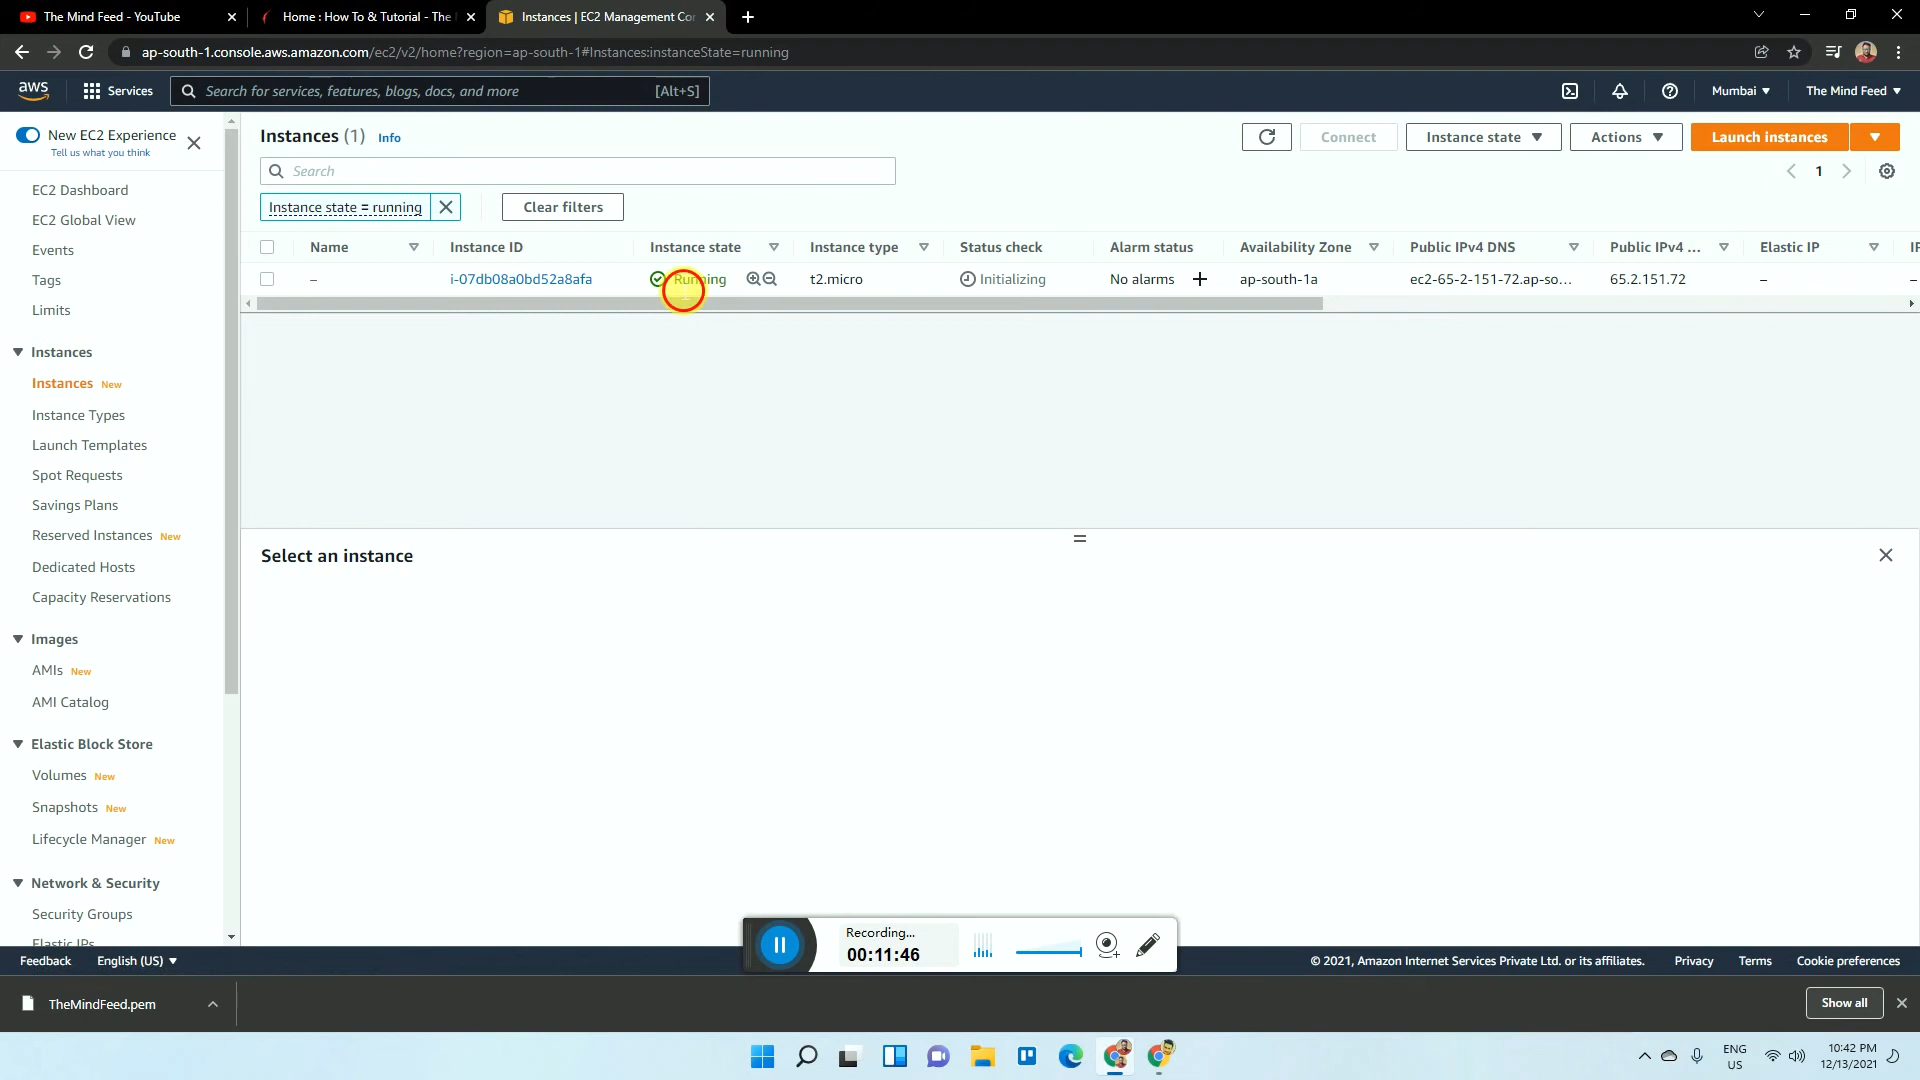 The Mind Feed - YouTube
Home : How To & Tutorial - The
Instances | EC2 Management Co
ap-south-1.console.aws.amazon.com/ec2/v2/home?region=ap-south-1#Instances:instanceState=running
aws
Services
Search for services, features, blogs, docs, and more
[Alt+S]
Mumbai
The Mind Feed
New EC2 Experience
Tell us what you think
EC2 Dashboard
EC2 Global View
Events
Tags
Limits
Instances
Instances New
Instance Types
Launch Templates
Spot Requests
Savings Plans
Reserved Instances New
Dedicated Hosts
Capacity Reservations
Images
AMIs New
AMI Catalog
Elastic Block Store
Volumes New
Snapshots New
Lifecycle Manager New
Network & Security
Security Groups
Elastic IPs
Instances (1) Info
Connect
Instance state
Actions
Launch instances
Search
1
Instance state = running
Clear filters
Name Instance ID Instance state Instance type Status check Alarm status Availability Zone Public IPv4 DNS Public IPv4 ... Elastic IP
– i-07db08a0bd52a8afa Running t2.micro Initializing No alarms + ap-south-1a ec2-65-2-151-72.ap-so... 65.2.151.72 – –
Select an instance
Recording...
00:11:46
Feedback English (US)
© 2021, Amazon Internet Services Private Ltd. or its affiliates. Privacy Terms Cookie preferences
TheMindFeed.pem
Show all
ENG
US
10:42 PM
12/13/2021